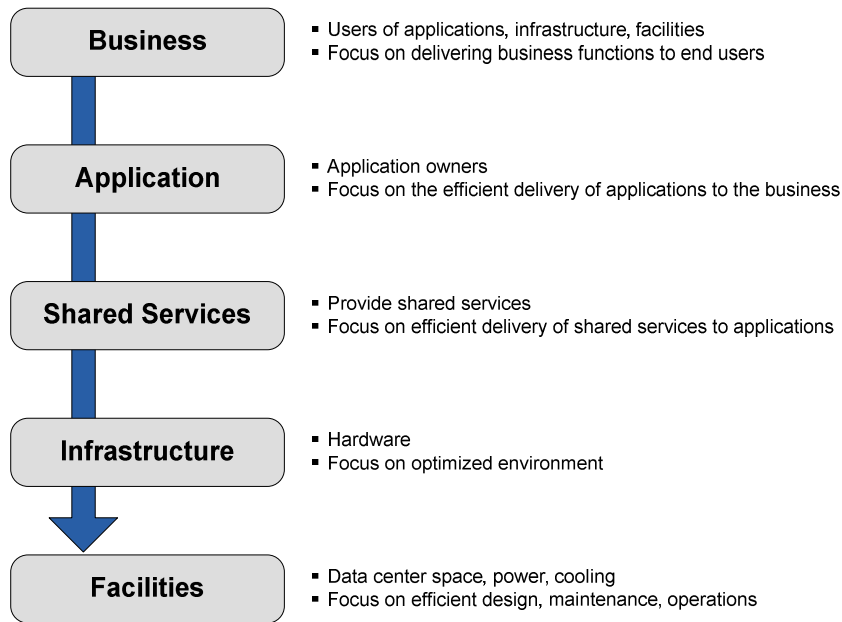 Business
▪ Users of applications, infrastructure, facilities
▪ Focus on delivering business functions to end users
Application
▪ Application owners
▪ Focus on the efficient delivery of applications to the business
Shared Services
▪ Provide shared services
▪ Focus on efficient delivery of shared services to applications
Infrastructure
▪ Hardware
▪ Focus on optimized environment
Facilities
▪ Data center space, power, cooling
▪ Focus on efficient design, maintenance, operations